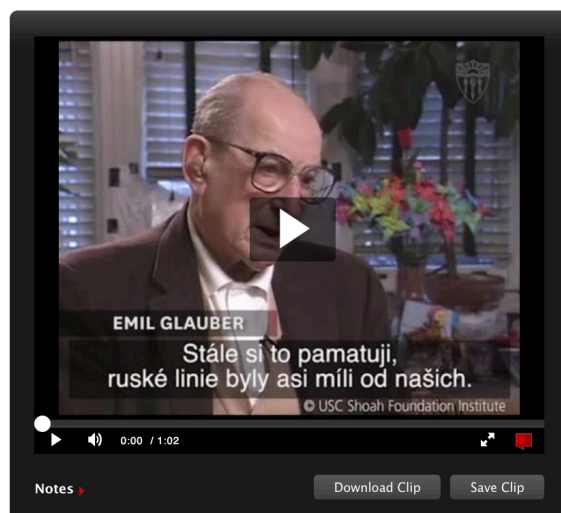 EMIL GLAUBER
Stále si to pamatuji,
ruské linie byly asi míli od našich.
© USC Shoah Foundation Institute
0:00 / 1:02
Notes
Download Clip
Save Clip